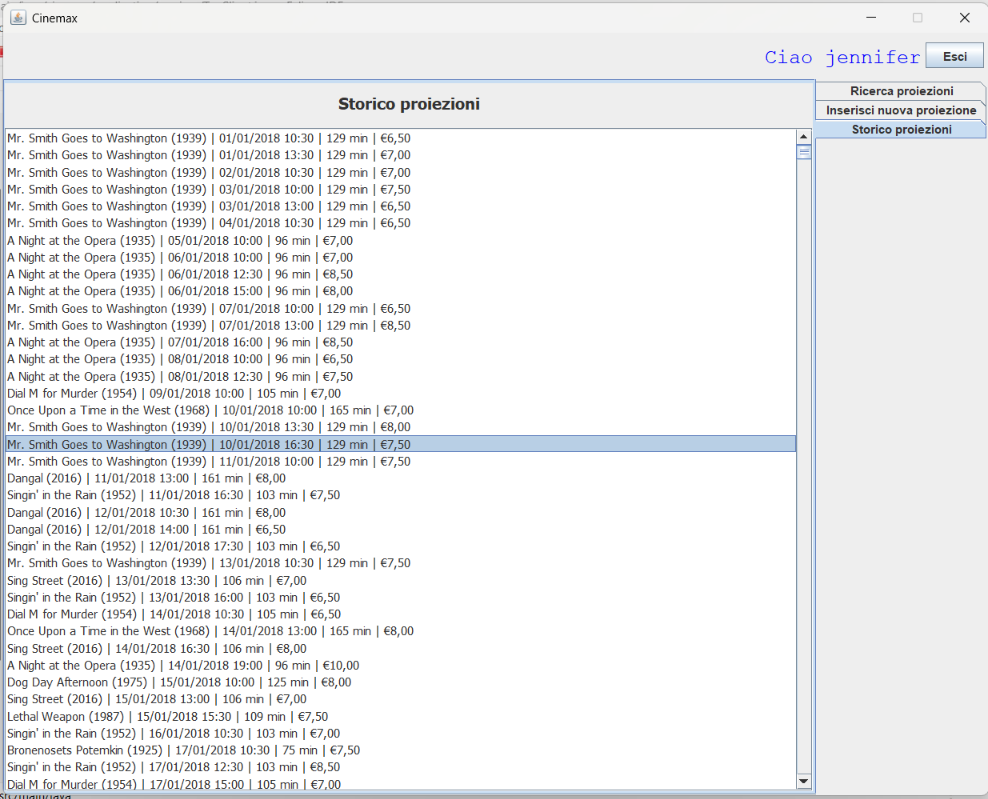 Cinemax
Ciao jennifer
Esci
Storico proiezioni
Ricerca proiezioni
Inserisci nuova proiezione
Storico proiezioni
Mr. Smith Goes to Washington (1939) | 01/01/2018 10:30 | 129 min | €6,50
Mr. Smith Goes to Washington (1939) | 01/01/2018 13:30 | 129 min | €7,00
Mr. Smith Goes to Washington (1939) | 02/01/2018 10:30 | 129 min | €7,00
Mr. Smith Goes to Washington (1939) | 03/01/2018 10:00 | 129 min | €7,50
Mr. Smith Goes to Washington (1939) | 03/01/2018 13:00 | 129 min | €6,50
Mr. Smith Goes to Washington (1939) | 04/01/2018 10:30 | 129 min | €6,50
A Night at the Opera (1935) | 05/01/2018 10:00 | 96 min | €7,00
A Night at the Opera (1935) | 06/01/2018 10:00 | 96 min | €7,00
A Night at the Opera (1935) | 06/01/2018 12:30 | 96 min | €8,50
A Night at the Opera (1935) | 06/01/2018 15:00 | 96 min | €8,00
Mr. Smith Goes to Washington (1939) | 07/01/2018 10:00 | 129 min | €6,50
Mr. Smith Goes to Washington (1939) | 07/01/2018 13:00 | 129 min | €8,50
A Night at the Opera (1935) | 07/01/2018 16:00 | 96 min | €8,50
A Night at the Opera (1935) | 08/01/2018 10:00 | 96 min | €6,50
A Night at the Opera (1935) | 08/01/2018 12:30 | 96 min | €7,50
Dial M for Murder (1954) | 09/01/2018 10:00 | 105 min | €7,00
Once Upon a Time in the West (1968) | 10/01/2018 10:00 | 165 min | €7,00
Mr. Smith Goes to Washington (1939) | 10/01/2018 13:30 | 129 min | €8,00
Mr. Smith Goes to Washington (1939) | 10/01/2018 16:30 | 129 min | €7,50
Mr. Smith Goes to Washington (1939) | 11/01/2018 10:00 | 129 min | €7,50
Dangal (2016) | 11/01/2018 13:00 | 161 min | €8,00
Singin' in the Rain (1952) | 11/01/2018 16:30 | 103 min | €7,50
Dangal (2016) | 12/01/2018 10:30 | 161 min | €8,00
Dangal (2016) | 12/01/2018 14:00 | 161 min | €6,50
Singin' in the Rain (1952) | 12/01/2018 17:30 | 103 min | €6,50
Mr. Smith Goes to Washington (1939) | 13/01/2018 10:30 | 129 min | €7,50
Sing Street (2016) | 13/01/2018 13:30 | 106 min | €7,00
Singin' in the Rain (1952) | 13/01/2018 16:00 | 103 min | €6,50
Dial M for Murder (1954) | 14/01/2018 10:30 | 105 min | €6,50
Once Upon a Time in the West (1968) | 14/01/2018 13:00 | 165 min | €8,00
Sing Street (2016) | 14/01/2018 16:30 | 106 min | €8,00
A Night at the Opera (1935) | 14/01/2018 19:00 | 96 min | €10,00
Dog Day Afternoon (1975) | 15/01/2018 10:00 | 125 min | €8,00
Sing Street (2016) | 15/01/2018 13:00 | 106 min | €7,00
Lethal Weapon (1987) | 15/01/2018 15:30 | 109 min | €7,50
Singin' in the Rain (1952) | 16/01/2018 10:30 | 103 min | €7,00
Bronenosets Potemkin (1925) | 17/01/2018 10:30 | 75 min | €7,50
Singin' in the Rain (1952) | 17/01/2018 12:30 | 103 min | €8,50
Dial M for Murder (1954) | 17/01/2018 15:00 | 105 min | €7,00